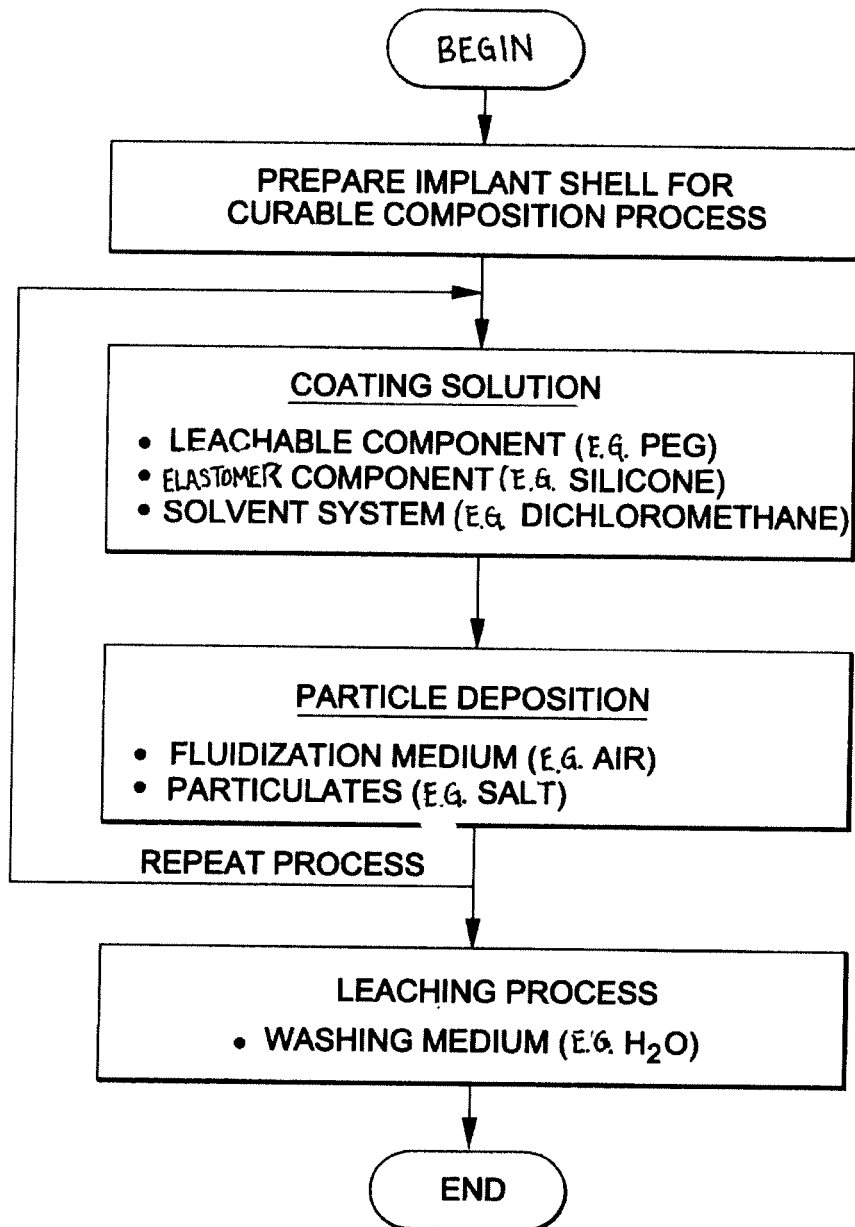 BEGIN
PREPARE IMPLANT SHELL FOR
CURABLE COMPOSITION PROCESS
COATING SOLUTION
• LEACHABLE COMPONENT (E.G. PEG)
• ELASTOMER COMPONENT (E.G. SILICONE)
• SOLVENT SYSTEM (E.G. DICHLOROMETHANE)
PARTICLE DEPOSITION
• FLUIDIZATION MEDIUM (E.G. AIR)
• PARTICULATES (E.G. SALT)
REPEAT PROCESS
LEACHING PROCESS
• WASHING MEDIUM (E.G. H₂O)
END